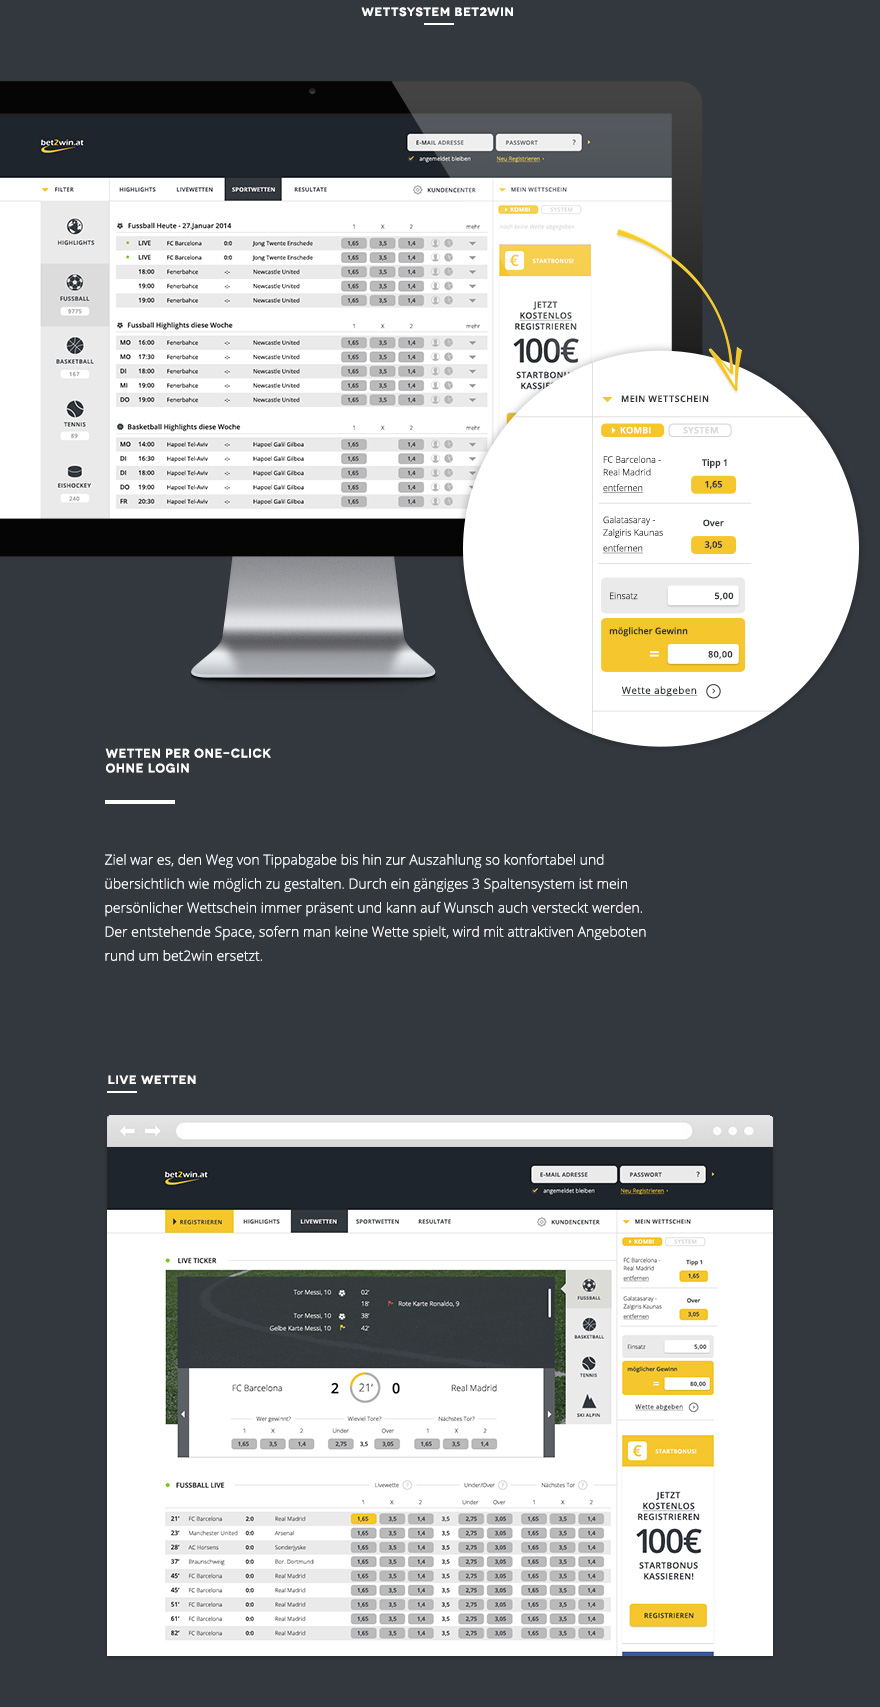 WETTSYSTEM BET2WIN
bet2win.at
E-MAIL ADRESSE PASSWORT ?
angemeldet bleiben Neu Registrieren
FILTER HIGHLIGHTS LIVEWETTEN SPORTWETTEN RESULTATE KUNDENCENTER MEIN WETTSCHEIN
KOMBI SYSTEM
noch keine Wette abgegeben
HIGHLIGHTS
FUSSBALL
9775
BASKETBALL
167
TENNIS
89
EISHOCKEY
240
Fussball Heute - 27.Januar 2014 1 X 2 mehr
LIVE FC Barcelona 0:0 Jong Twente Enschede 1,65 3,5 1,4
LIVE FC Barcelona 0:0 Jong Twente Enschede 1,65 3,5 1,4
18:00 Fenerbahce -:- Newcastle United 1,65 3,5 1,4
19:00 Fenerbahce -:- Newcastle United 1,65 3,5 1,4
19:00 Fenerbahce -:- Newcastle United 1,65 3,5 1,4
Fussball Highlights diese Woche 1 X 2 mehr
MO 16:00 Fenerbahce -:- Newcastle United 1,65 3,5 1,4
MO 17:30 Fenerbahce -:- Newcastle United 1,65 3,5 1,4
DI 18:00 Fenerbahce -:- Newcastle United 1,65 3,5 1,4
MI 19:00 Fenerbahce -:- Newcastle United 1,65 3,5 1,4
DO 19:00 Fenerbahce -:- Newcastle United 1,65 3,5 1,4
Basketball Highlights diese Woche 1 X 2 mehr
MO 14:00 Hapoel Tel-Aviv -:- Hapoel Galil Gilboa 1,65 1,4
DI 16:30 Hapoel Tel-Aviv -:- Hapoel Galil Gilboa 1,65 1,4
DI 18:00 Hapoel Tel-Aviv -:- Hapoel Galil Gilboa 1,65 1,4
DO 19:00 Hapoel Tel-Aviv -:- Hapoel Galil Gilboa 1,65 1,4
FR 20:30 Hapoel Tel-Aviv -:- Hapoel Galil Gilboa 1,65 1,4
€ STARTBONUS!
JETZT
KOSTENLOS
REGISTRIEREN
100€
STARTBONU
KASSIE
MEIN WETTSCHEIN
KOMBI SYSTEM
FC Barcelona - Tipp 1
Real Madrid
entfernen 1,65
Galatasaray - Over
Zalgiris Kaunas
entfernen 3,05
Einsatz 5,00
möglicher Gewinn
= 80,00
Wette abgeben
WETTEN PER ONE-CLICK
OHNE LOGIN
Ziel war es, den Weg von Tippabgabe bis hin zur Auszahlung so konfortabel und
übersichtlich wie möglich zu gestalten. Durch ein gängiges 3 Spaltensystem ist mein
persönlicher Wettschein immer präsent und kann auf Wunsch auch versteckt werden.
Der entstehende Space, sofern man keine Wette spielt, wird mit attraktiven Angeboten
rund um bet2win ersetzt.
LIVE WETTEN
bet2win.at
E-MAIL ADRESSE PASSWORT ?
angemeldet bleiben Neu Registrieren
REGISTRIEREN HIGHLIGHTS LIVEWETTEN SPORTWETTEN RESULTATE KUNDENCENTER MEIN WETTSCHEIN
LIVE TICKER
Tor Messi, 10 02'
18' Rote Karte Ronaldo, 9
Tor Messi, 10 38'
Gelbe Karte Messi, 10 42'
FUSSBALL
BASKETBALL
TENNIS
SKI ALPIN
FC Barcelona 2 21' 0 Real Madrid
Wer gewinnt? Wieviel Tore? Nächstes Tor?
1 X 2 Under Over 1 X 2
1,65 3,5 1,4 2,75 3,5 3,05 1,65 3,5 1,4
FUSSBALL LIVE Livewette ? Under/Over ? Nächstes Tor ?
1 X 2 Under Over 1 X 2
21' FC Barcelona 2:0 Real Madrid 1,65 3,5 1,4 3,5 2,75 3,05 1,65 3,5 1,4
23' Manchester United 0:0 Arsenal 1,65 3,5 1,4 3,5 2,75 3,05 1,65 3,5 1,4
28' AC Horsens 0:0 Sonderjyske 1,65 3,5 1,4 3,5 2,75 3,05 1,65 3,5 1,4
37' Braunschweig 0:0 Bor. Dortmund 1,65 3,5 1,4 3,5 2,75 3,05 1,65 3,5 1,4
45' FC Barcelona 0:0 Real Madrid 1,65 3,5 1,4 3,5 2,75 3,05 1,65 3,5 1,4
45' FC Barcelona 0:0 Real Madrid 1,65 3,5 1,4 3,5 2,75 3,05 1,65 3,5 1,4
51' FC Barcelona 0:0 Real Madrid 1,65 3,5 1,4 3,5 2,75 3,05 1,65 3,5 1,4
61' FC Barcelona 0:0 Real Madrid 1,65 3,5 1,4 3,5 2,75 3,05 1,65 3,5 1,4
82' FC Barcelona 0:0 Real Madrid 1,65 3,5 1,4 3,5 2,75 3,05 1,65 3,5 1,4
KOMBI SYSTEM
FC Barcelona - Tipp 1
Real Madrid
entfernen 1,65
Galatasaray - Over
Zalgiris Kaunas
entfernen 3,05
Einsatz 5,00
möglicher Gewinn
= 80,00
Wette abgeben
€ STARTBONUS!
JETZT
KOSTENLOS
REGISTRIEREN
100€
STARTBONUS
KASSIEREN!
REGISTRIEREN